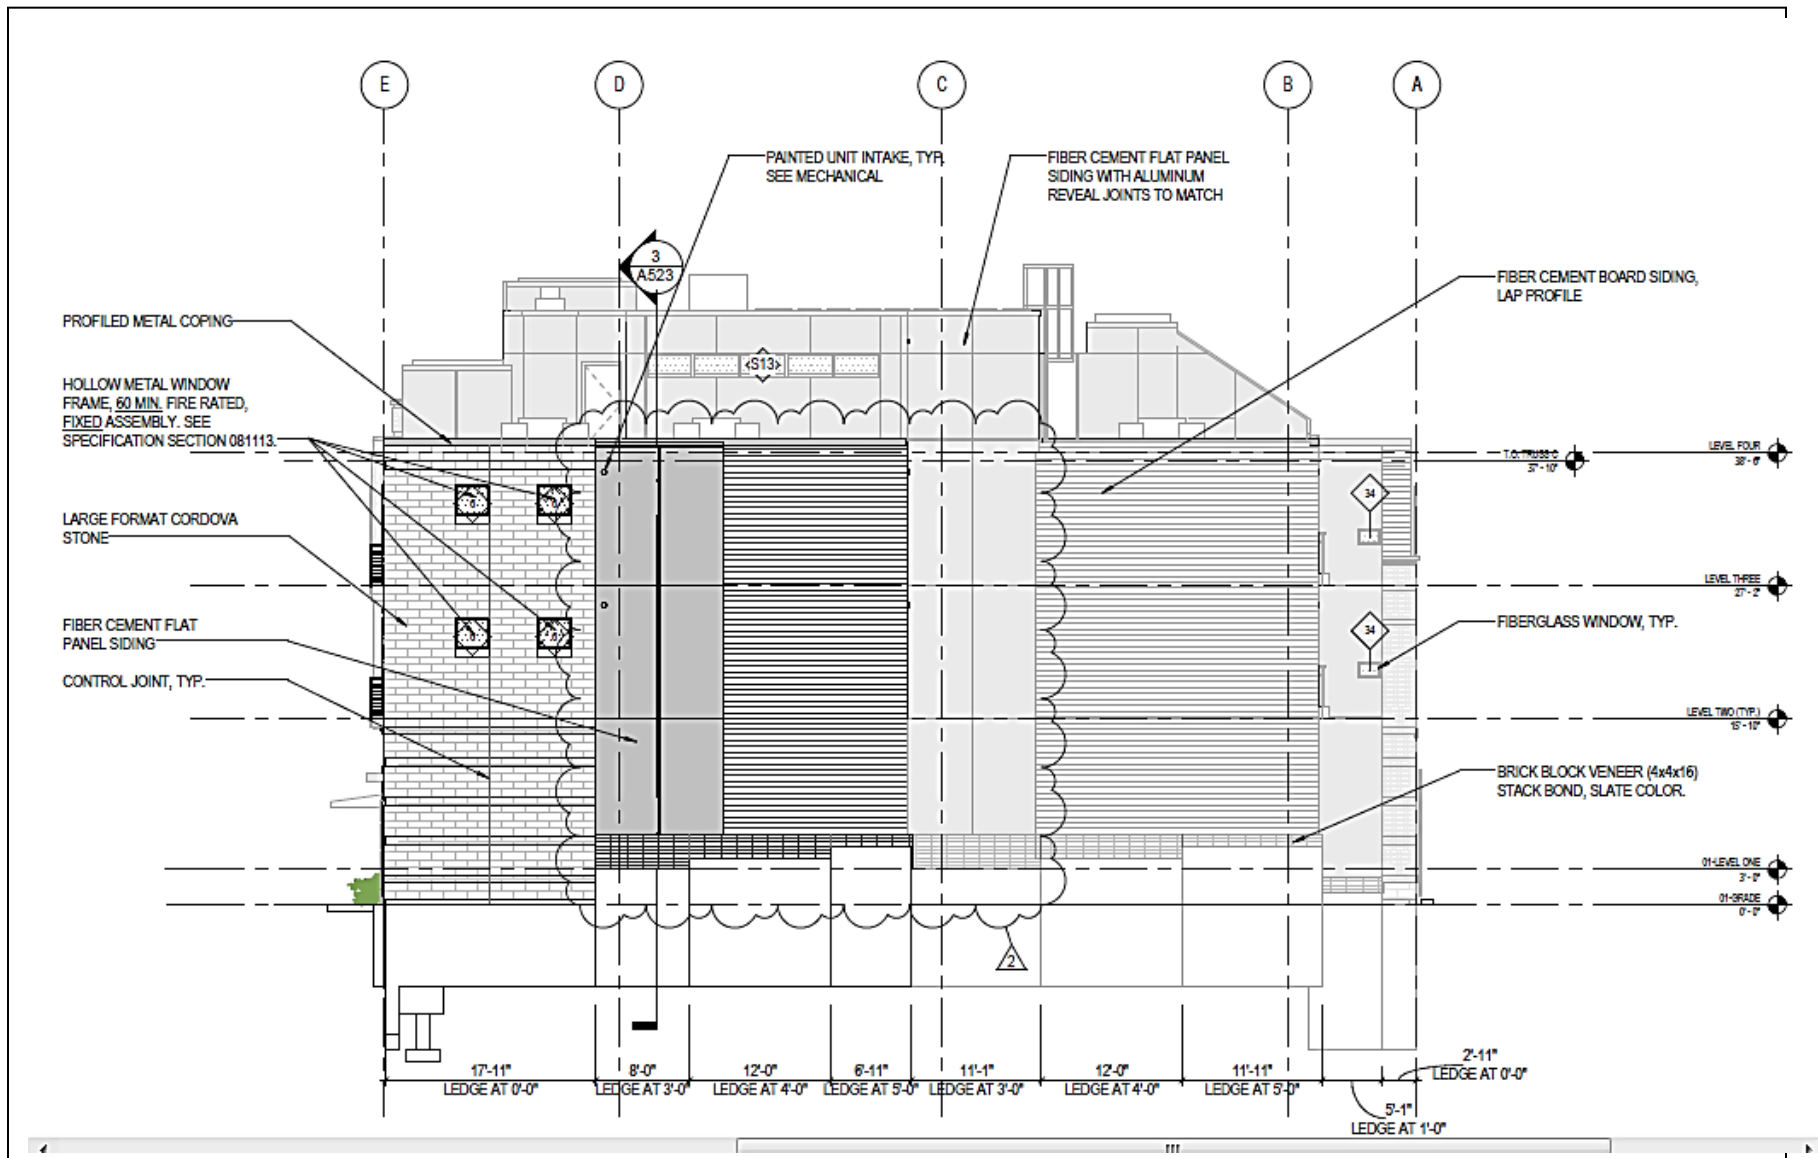 E
D
C
B
A
PAINTED UNIT INTAKE, TYP.
SEE MECHANICAL
FIBER CEMENT FLAT PANEL
SIDING WITH ALUMINUM
REVEAL JOINTS TO MATCH
3
A523
FIBER CEMENT BOARD SIDING,
LAP PROFILE
PROFILED METAL COPING
S13
HOLLOW METAL WINDOW
FRAME, 60 MIN. FIRE RATED,
FIXED ASSEMBLY. SEE
SPECIFICATION SECTION 081113.
LEVEL FOUR
38'-6"
T.O. TRUSS C
37'-10"
34
LARGE FORMAT CORDOVA
STONE
LEVEL THREE
27'-2"
FIBER CEMENT FLAT
PANEL SIDING
34
FIBERGLASS WINDOW, TYP.
CONTROL JOINT, TYP.
LEVEL TWO (TYP.)
15'-10"
BRICK BLOCK VENEER (4x4x16)
STACK BOND, SLATE COLOR.
01-LEVEL ONE
3'-0"
01-GRADE
0'-0"
2
17'-11"
LEDGE AT 0'-0"
8'-0"
LEDGE AT 3'-0"
12'-0"
LEDGE AT 4'-0"
6'-11"
LEDGE AT 5'-0"
11'-1"
LEDGE AT 3'-0"
12'-0"
LEDGE AT 4'-0"
11'-11"
LEDGE AT 5'-0"
2'-11"
LEDGE AT 0'-0"
5'-1"
LEDGE AT 1'-0"